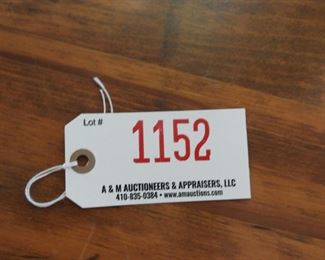 Lot #
1152
A & M AUCTIONEERS & APPRAISERS, LLC
410-835-0384 • www.amauctions.com